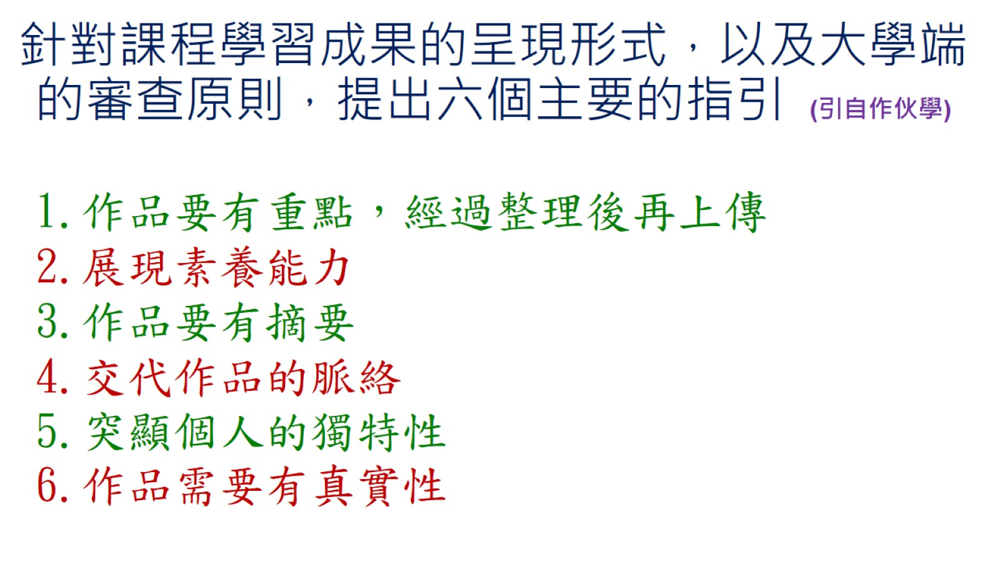 針對課程學習成果的呈現形式，以及大學端
的審查原則，提出六個主要的指引 (引自作伙學)
1.作品要有重點，經過整理後再上傳
2.展現素養能力
3.作品要有摘要
4.交代作品的脈絡
5.突顯個人的獨特性
6.作品需要有真實性